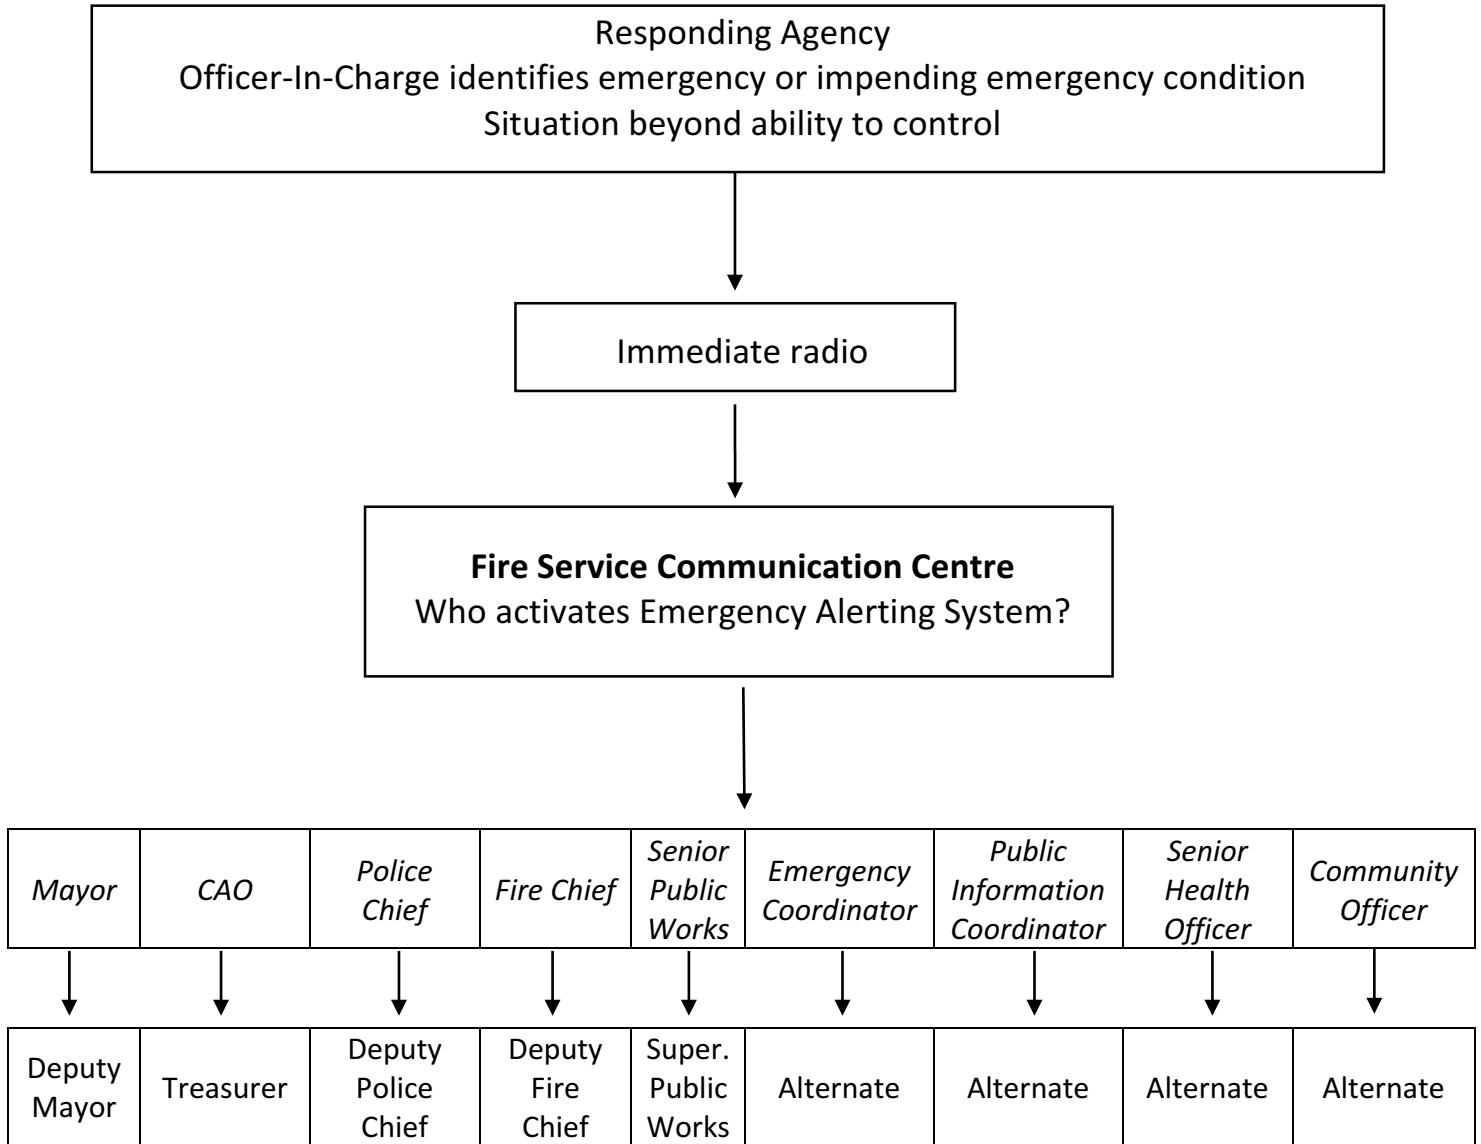 Responding Agency
Officer-In-Charge identifies emergency or impending emergency condition
Situation beyond ability to control
Immediate radio
Fire Service Communication Centre
Who activates Emergency Alerting System?
Mayor
CAO
Police
Chief
Fire Chief
Senior
Public
Works
Emergency
Coordinator
Public
Information
Coordinator
Senior
Health
Officer
Community
Officer
Deputy
Mayor
Treasurer
Deputy
Police
Chief
Deputy
Fire
Chief
Super.
Public
Works
Alternate
Alternate
Alternate
Alternate